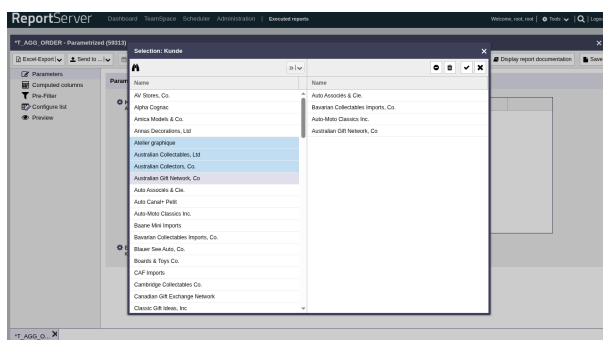 ReportServer Dashboard TeamSpace Scheduler Administration | Executed reports Welcome, root, root | Tools
*T_AGG_ORDER - Parametrized (59313)
Selection: Kunde
Excel-Export Send to ...
Display report documentation Save
Parameters
Computed columns
Pre-Filter
Configure list
Preview
Name
AV Stores, Co.
Alpha Cognac
Amica Models & Co.
Annas Decorations, Ltd
Atelier graphique
Australian Collectables, Ltd
Australian Collectors, Co.
Australian Gift Network, Co
Auto Associés & Cie.
Auto Canal+ Petit
Auto-Moto Classics Inc.
Baane Mini Imports
Bavarian Collectables Imports, Co.
Blauer See Auto, Co.
Boards & Toys Co.
CAF Imports
Cambridge Collectables Co.
Canadian Gift Exchange Network
Classic Gift Ideas, Inc
Name
Auto Associés & Cie.
Bavarian Collectables Imports, Co.
Auto-Moto Classics Inc.
Australian Gift Network, Co
*T_AGG_O...